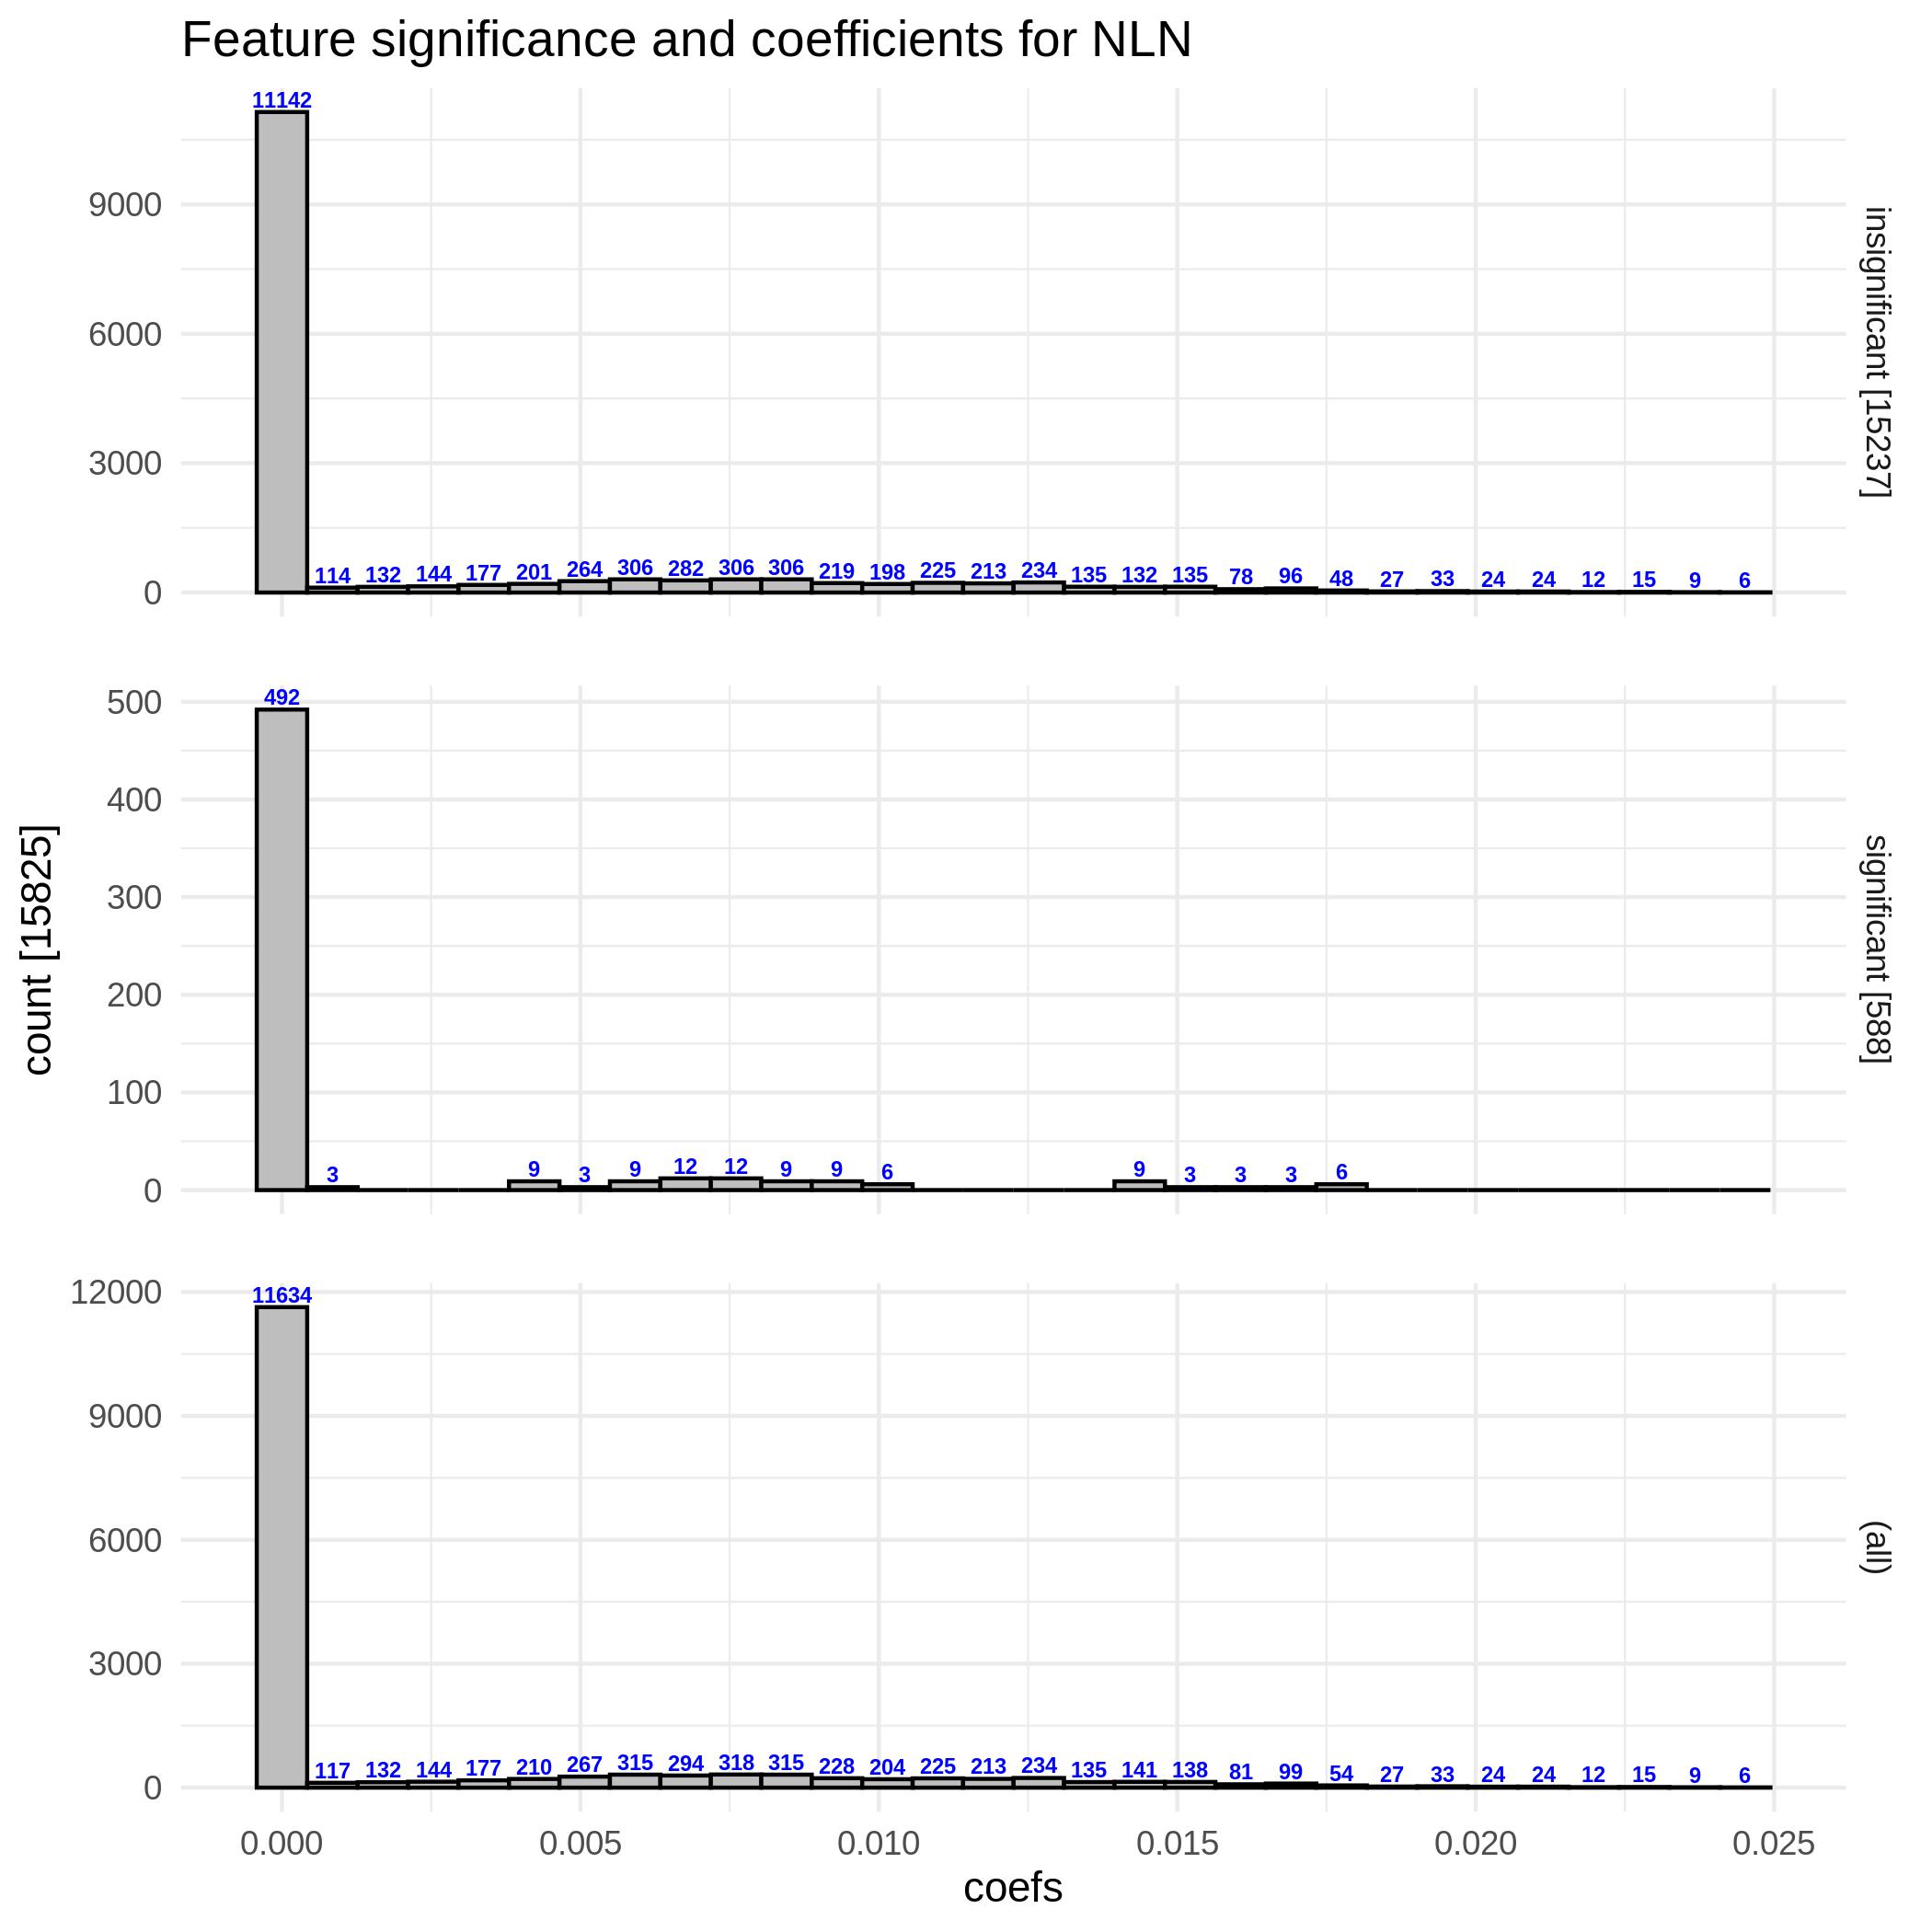 Feature significance and coefficients for NLN
11142
9000
6000
3000
0
114 132 144 177 201 264 306 282 306 306 219 198 225 213 234 135 132 135 78 96 48 27 33 24 24 12 15 9 6
insignificant [15237]
count [15825]
492
500
400
300
200
100
0
3 9 3 9 12 12 9 9 6 9 3 3 3 6
significant [588]
11634
12000
9000
6000
3000
0
117 132 144 177 210 267 315 294 318 315 228 204 225 213 234 135 141 138 81 99 54 27 33 24 24 12 15 9 6
(all)
0.000 0.005 0.010 0.015 0.020 0.025
coefs